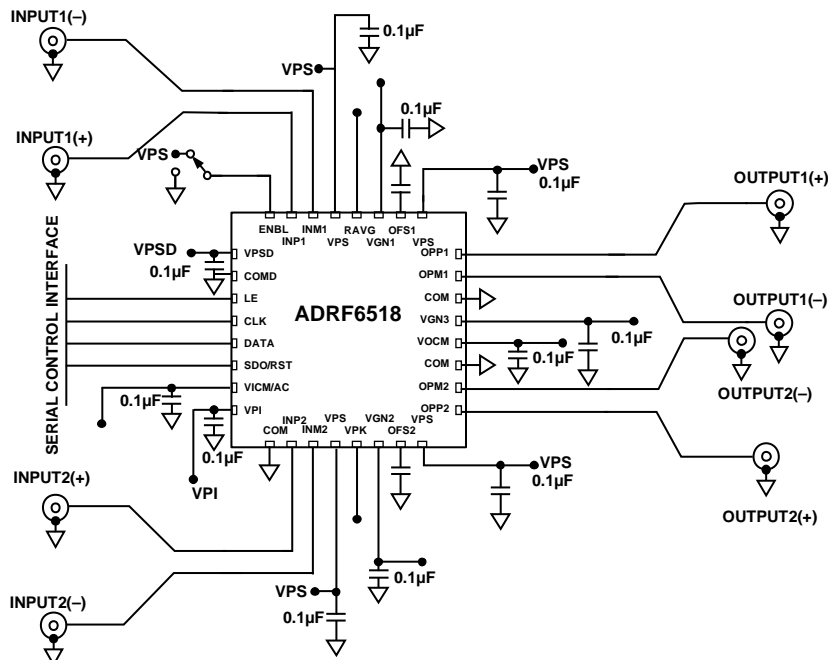 INPUT1(–)
0.1µF
VPS
INPUT1(+)
0.1µF
VPS
VPS
0.1µF
OUTPUT1(+)
ENBL
INP1
INM1
VPS
RAVG
VGN1
OFS1
VPS
VPSD
0.1µF
VPSD
COMD
LE
CLK
DATA
SDO/RST
VICM/AC
VPI
ADRF6518
OPP1
OPM1
COM
VGN3
VOCM
COM
OPM2
OPP2
OUTPUT1(–)
0.1µF
0.1µF
OUTPUT2(–)
SERIAL CONTROL INTERFACE
0.1µF
0.1µF
VPI
COM
INP2
INM2
VPS
VPK
VGN2
OFS2
VPS
VPS
0.1µF
INPUT2(+)
OUTPUT2(+)
0.1µF
INPUT2(–)
VPS
0.1µF